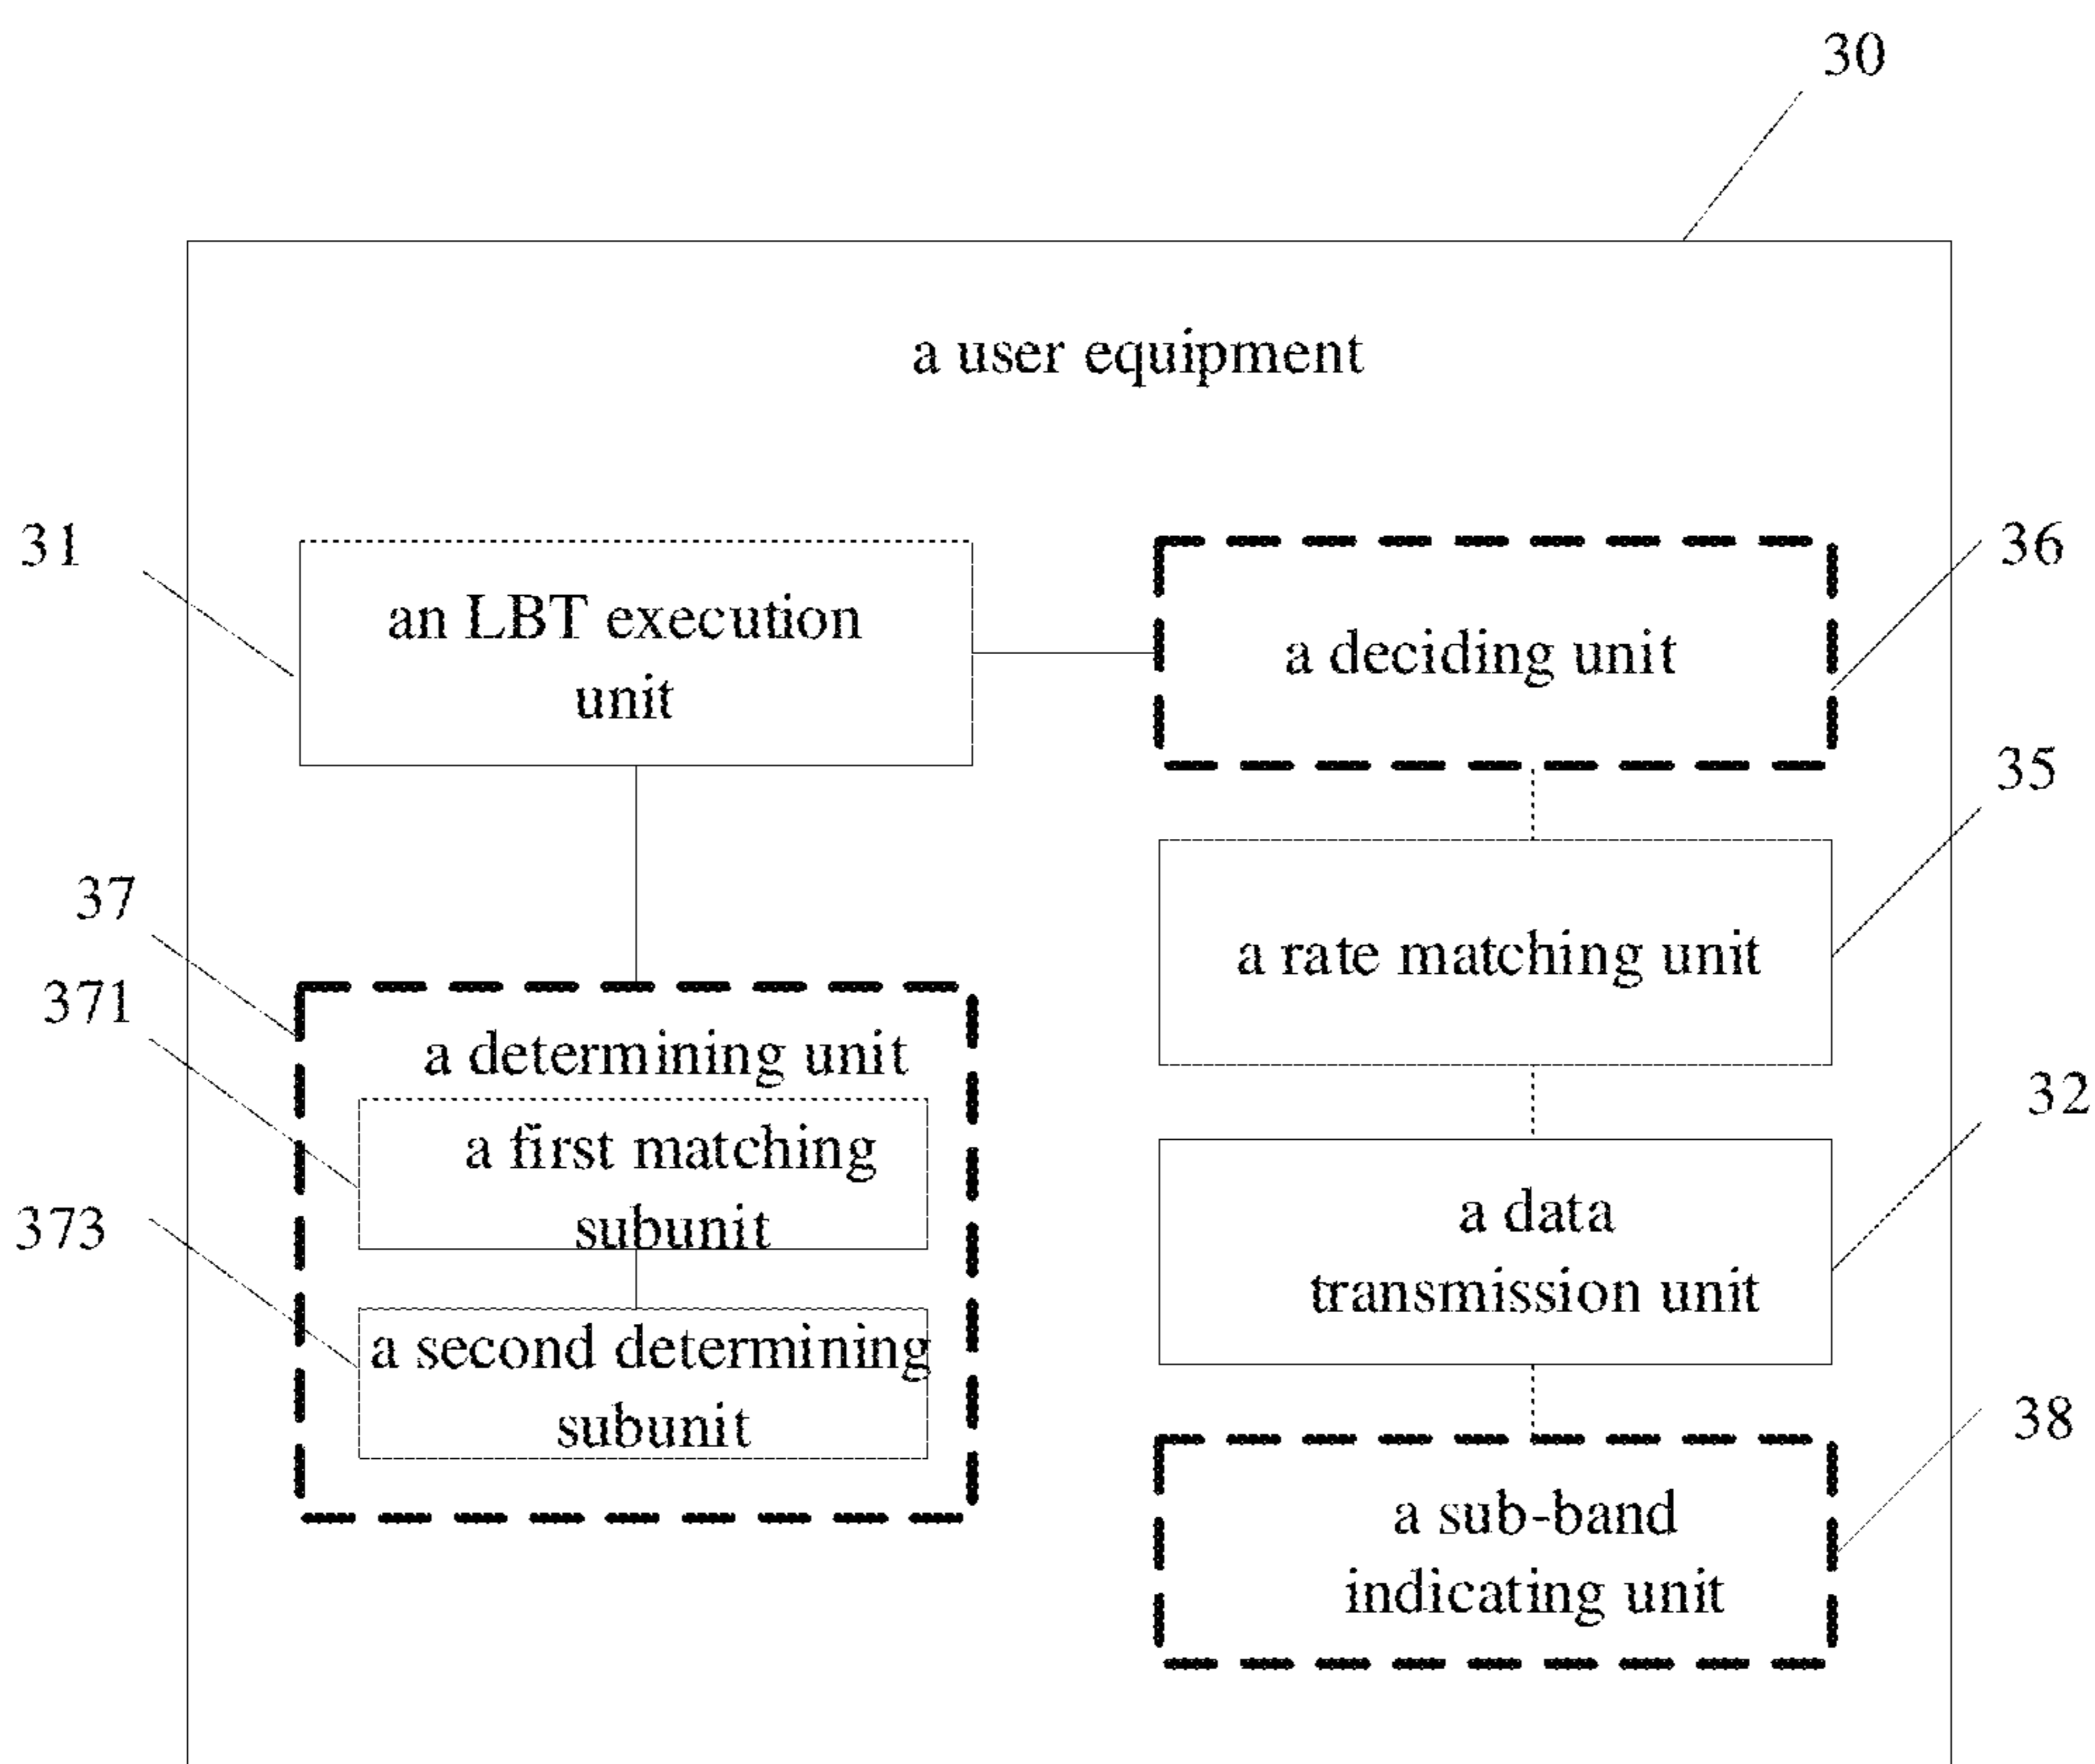 30
a user equipment
31
an LBT execution
unit
a deciding unit
36
35
a rate matching unit
37
371
373
a determining unit
a first matching
subunit
a second determining
subunit
32
a data
transmission unit
38
a sub-band
indicating unit